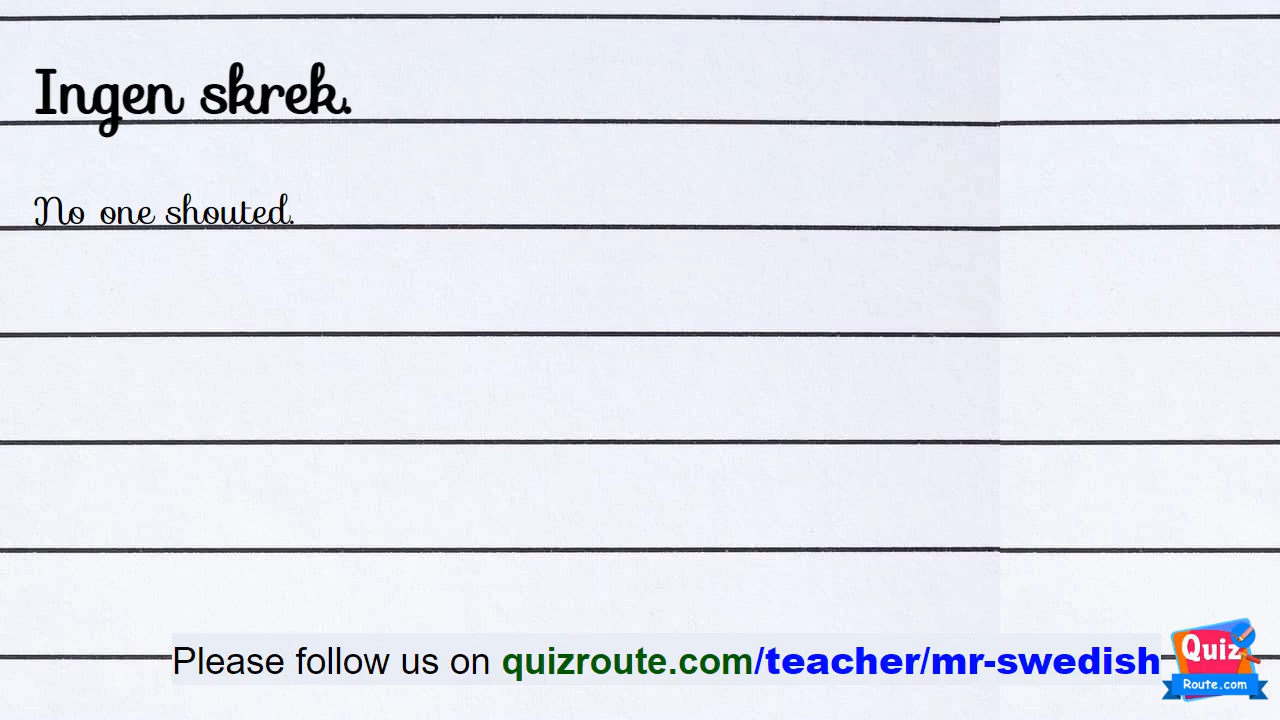 Ingen skrek.
No one shouted.
Please follow us on quizroute.com/teacher/mr-swedish
Quiz
Route.com